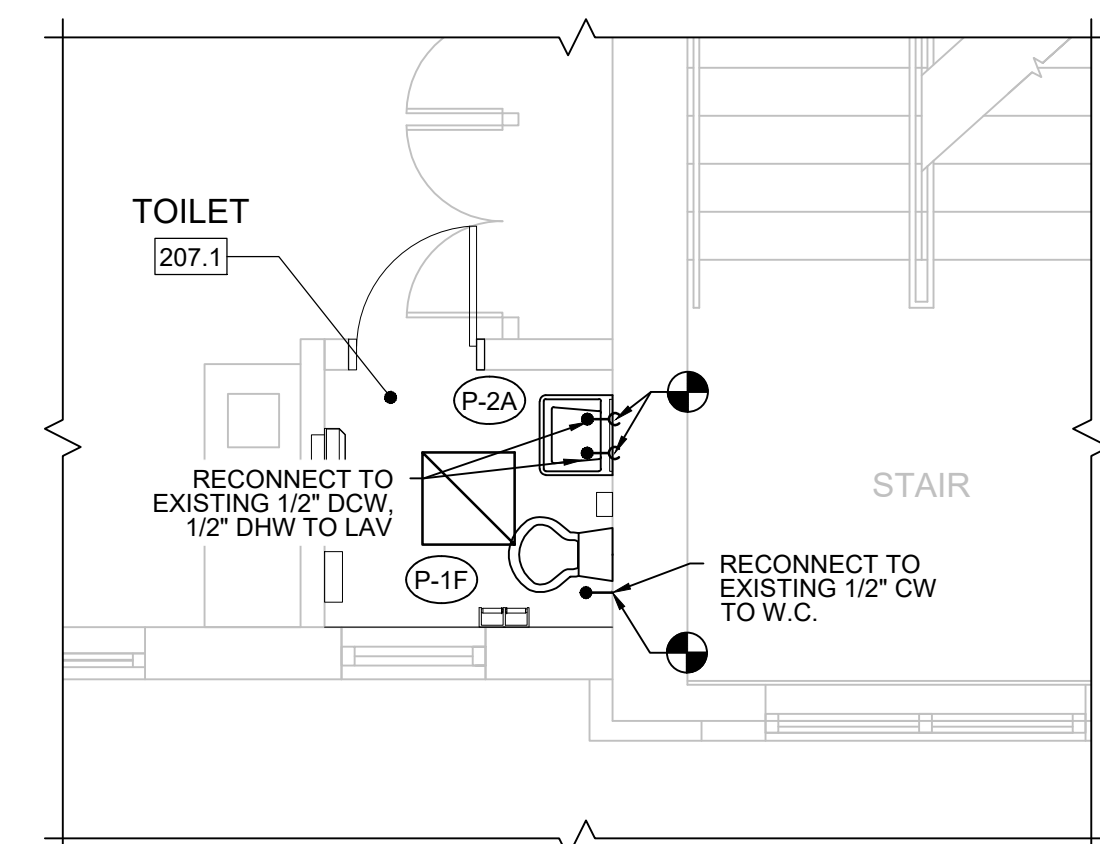 TOILET
207.1
P-2A
RECONNECT TO
EXISTING 1/2" DCW,
1/2" DHW TO LAV
STAIR
P-1F
RECONNECT TO
EXISTING 1/2" CW
TO W.C.